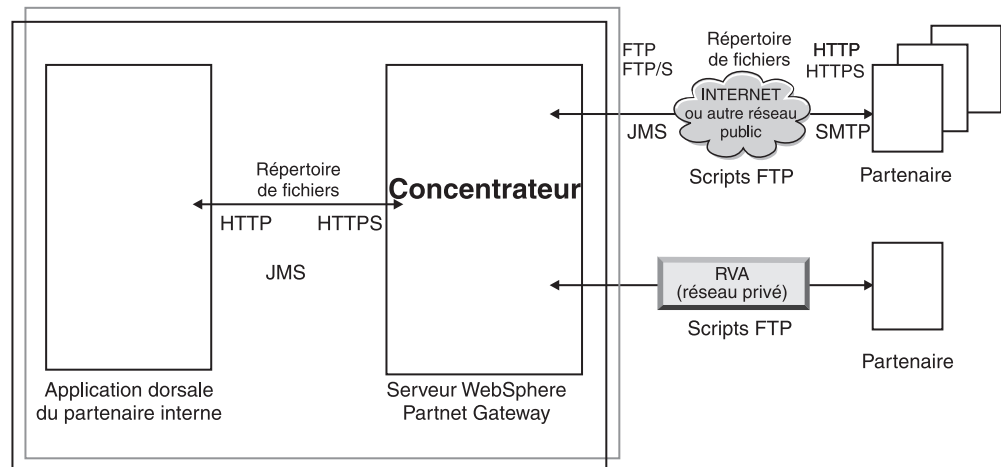 FTP
FTP/S
Répertoire
de fichiers
HTTP
HTTPS
INTERNET
ou autre réseau
public
JMS
SMTP
Scripts FTP
Partenaire
Répertoire
de fichiers
Concentrateur
HTTP
HTTPS
JMS
RVA
(réseau privé)
Scripts FTP
Partenaire
Application dorsale
du partenaire interne
Serveur WebSphere
Partnet Gateway